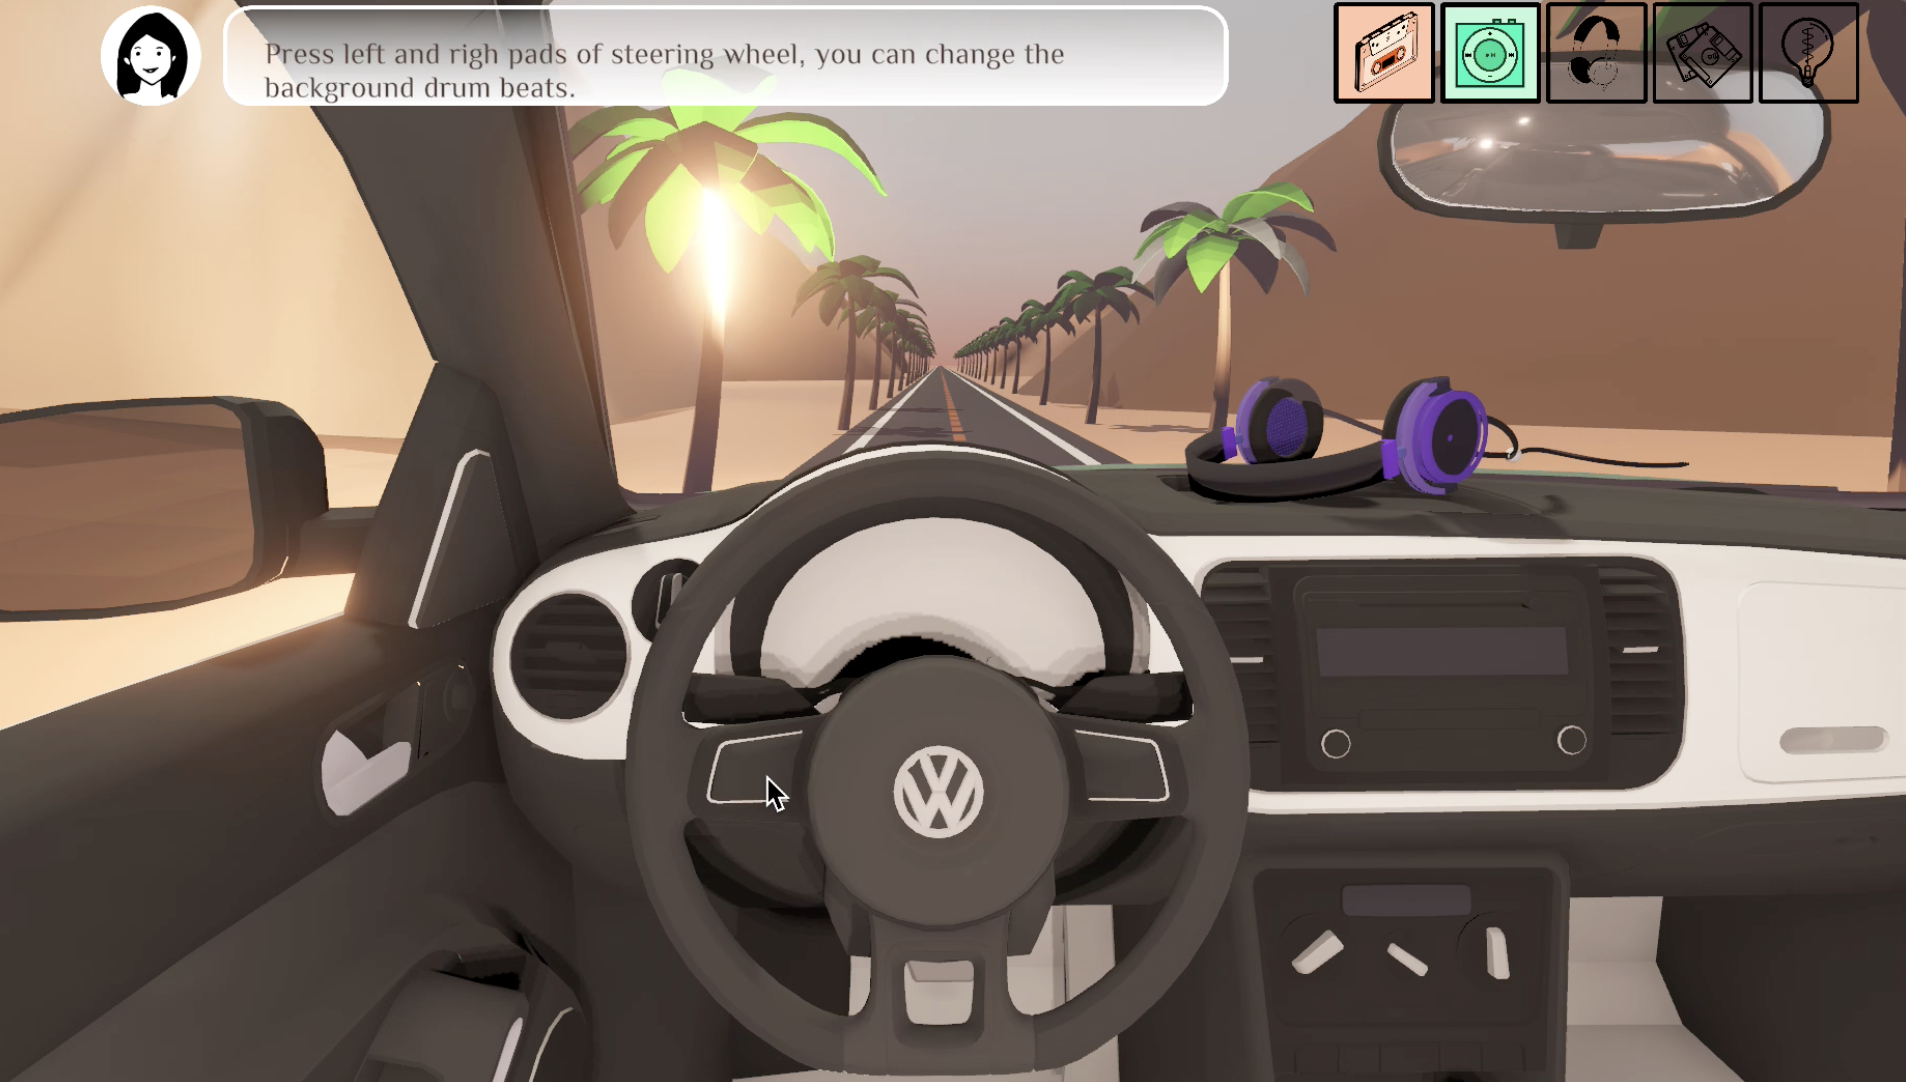 Press left and righ pads of steering wheel, you can change the
background drum beats.